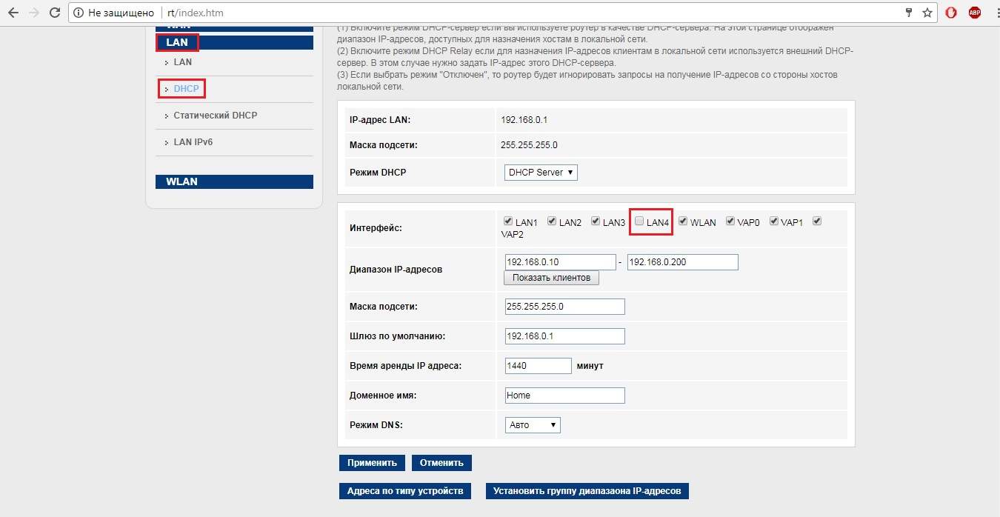 Не защищено
rt/index.htm
ABP
WAN
LAN
LAN
DHCP
Статический DHCP
LAN IPv6
WLAN
(1) Включите режим DHCP-сервер если вы используете роутер в качестве DHCP-сервера. На этой странице отображен
диапазон IP-адресов, доступных для назначения хостам в локальной сети.
(2) Включите режим DHCP Relay если для назначения IP-адресов клиентам в локальной сети используется внешний DHCP-
сервер. В этом случае нужно задать IP-адрес этого DHCP-сервера.
(3) Если выбрать режим "Отключен", то роутер будет игнорировать запросы на получение IP-адресов со стороны хостов
локальной сети.
IP-адрес LAN: 192.168.0.1
Маска подсети: 255.255.255.0
Режим DHCP DHCP Server
Интерфейс: LAN1 LAN2 LAN3 LAN4 WLAN VAP0 VAP1
VAP2
Диапазон IP-адресов 192.168.0.10 - 192.168.0.200
Показать клиентов
Маска подсети: 255.255.255.0
Шлюз по умолчанию: 192.168.0.1
Время аренды IP адреса: 1440 минут
Доменное имя: Home
Режим DNS: Авто
Применить Отменить
Адреса по типу устройств Установить группу диапазаона IP-адресов